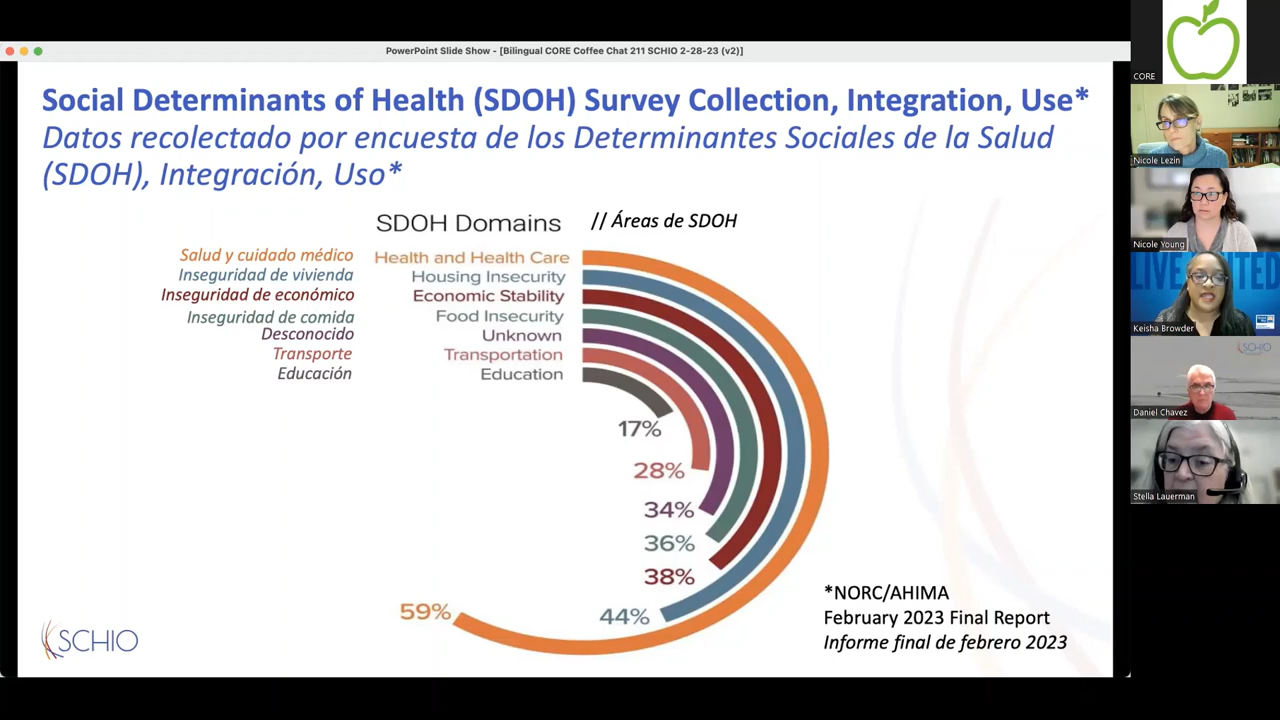 PowerPoint Slide Show - [Bilingual CORE Coffee Chat 211 SCHIO 2-28-23 (v2)]
Social Determinants of Health (SDOH) Survey Collection, Integration, Use*
Datos recolectado por encuesta de los Determinantes Sociales de la Salud
(SDOH), Integración, Uso*
SDOH Domains // Áreas de SDOH
Salud y cuidado médico Health and Health Care
Inseguridad de vivienda Housing Insecurity
Inseguridad de económico Economic Stability
Inseguridad de comida Food Insecurity
Desconocido Unknown
Transporte Transportation
Educación Education
17%
28%
34%
36%
38%
44%
59%
*NORC/AHIMA
February 2023 Final Report
Informe final de febrero 2023
SCHIO
CORE
Nicole Lezin
Nicole Young
LIVE UNITED
Keisha Browder
SCHIO
Daniel Chavez
Stella Lauerman